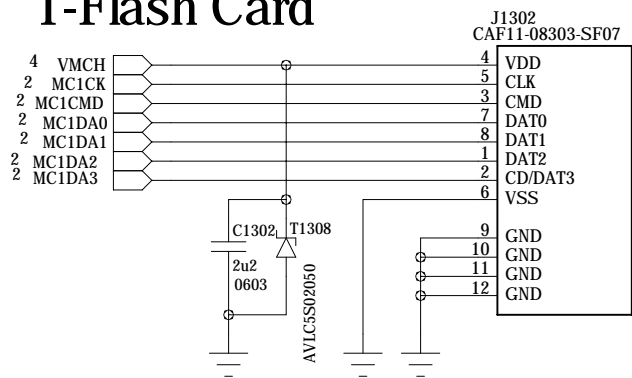 T-Flash Card
J1302
CAF11-08303-SF07
4 VMCH 4 VDD
2 MC1CK 5 CLK
2 MC1CMD 3 CMD
2 MC1DA0 7 DAT0
2 MC1DA1 8 DAT1
2 MC1DA2 1 DAT2
2 MC1DA3 2 CD/DAT3
6 VSS
9 GND
10 GND
11 GND
12 GND
C1302 T1308
2u2
0603
AVLC5S02050